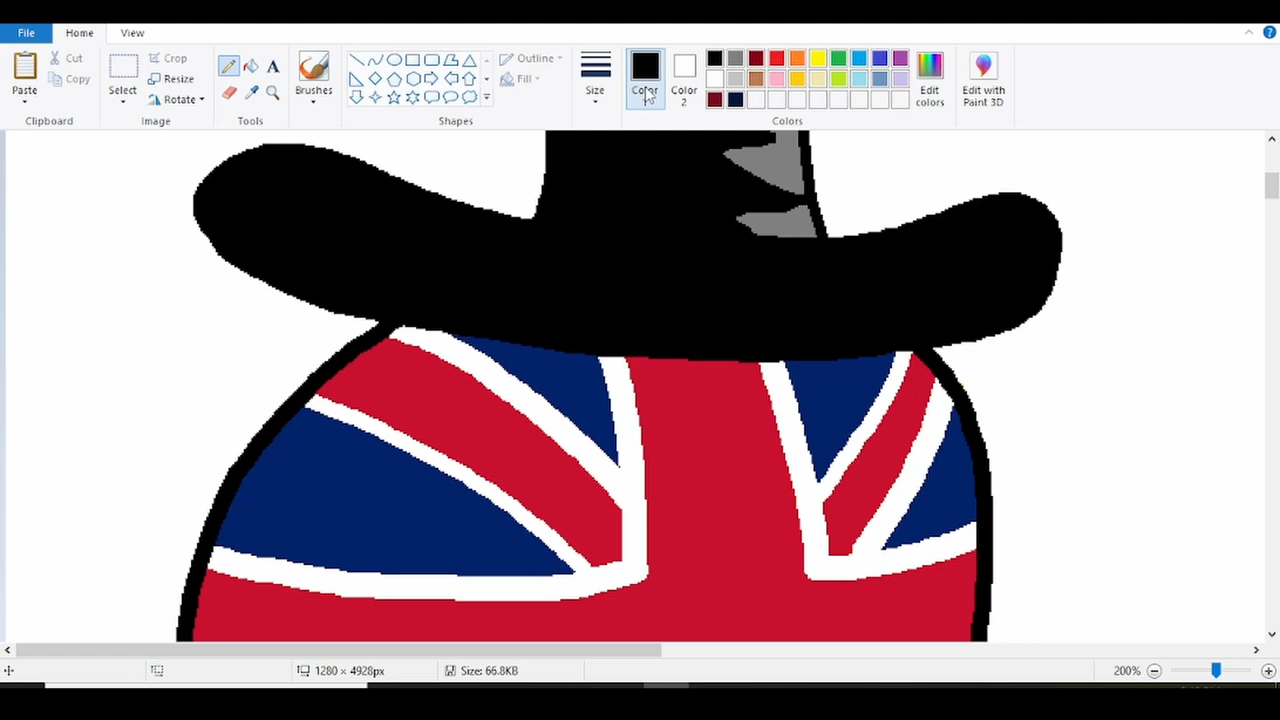 File Home View
Paste Cut Copy Select Crop Resize Rotate A Brushes Outline Fill Size Color 1 Color 2 Edit colors Edit with Paint 3D
Clipboard Image Tools Shapes Colors
1280 × 4928px Size: 66.8KB 200%